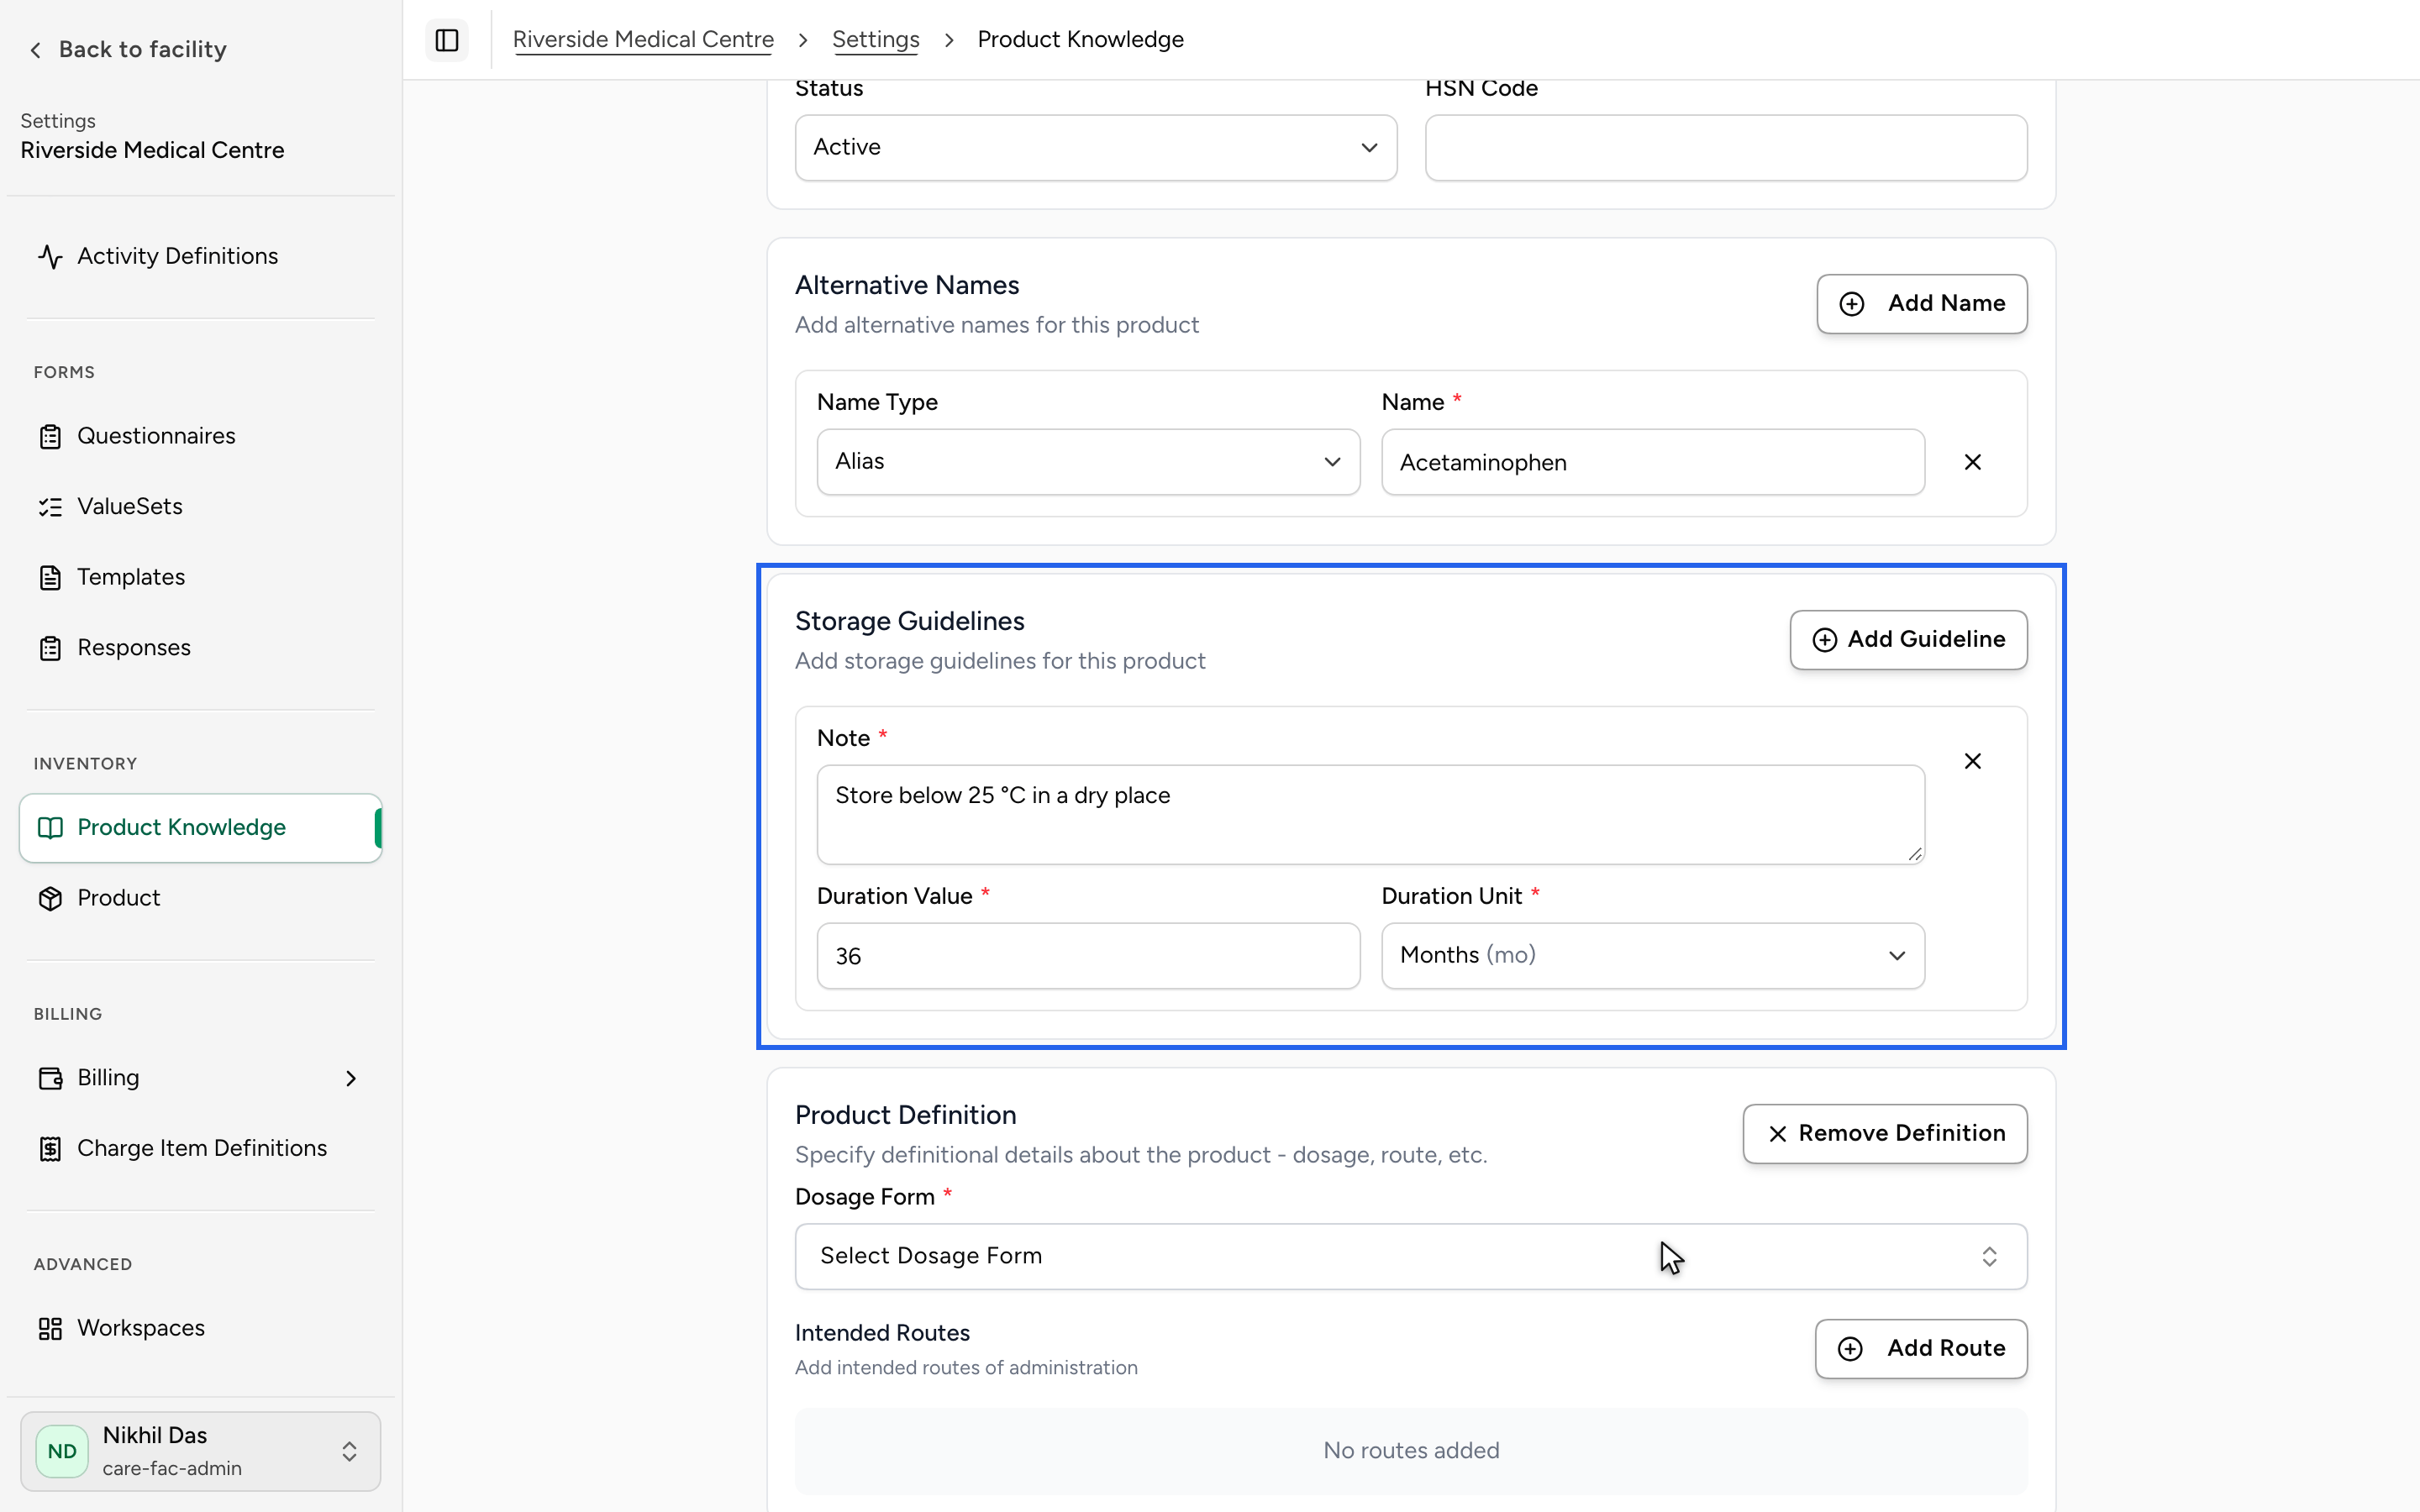 Back to facility
Settings
Riverside Medical Centre
Activity Definitions
FORMS
Questionnaires
ValueSets
Templates
Responses
INVENTORY
Product Knowledge
Product
BILLING
Billing
Charge Item Definitions
ADVANCED
Workspaces
ND
Nikhil Das
care-fac-admin
Riverside Medical Centre > Settings > Product Knowledge
Status
HSN Code
Active
Alternative Names
Add alternative names for this product
Add Name
Name Type
Name *
Alias
Acetaminophen
Storage Guidelines
Add storage guidelines for this product
Add Guideline
Note *
Store below 25 °C in a dry place
Duration Value *
Duration Unit *
36
Months (mo)
Product Definition
Specify definitional details about the product - dosage, route, etc.
Remove Definition
Dosage Form *
Select Dosage Form
Intended Routes
Add intended routes of administration
Add Route
No routes added